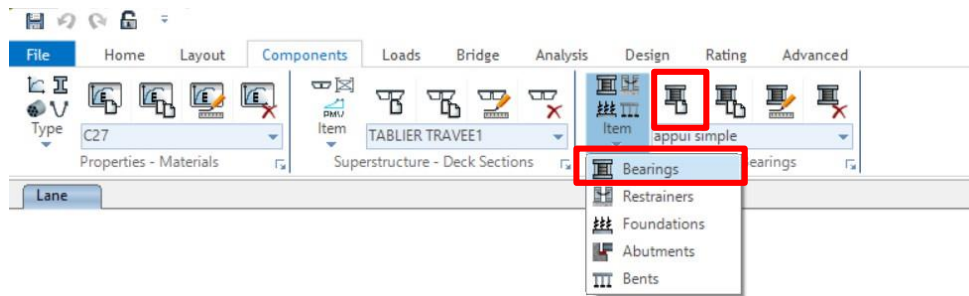 File Home Layout Components Loads Bridge Analysis Design Rating Advanced
Type Item PMV Item
C27 TABLIER TRAVEE1 appui simple
Properties - Materials Superstructure - Deck Sections earings
Lane
Bearings
Restrainers
Foundations
Abutments
Bents